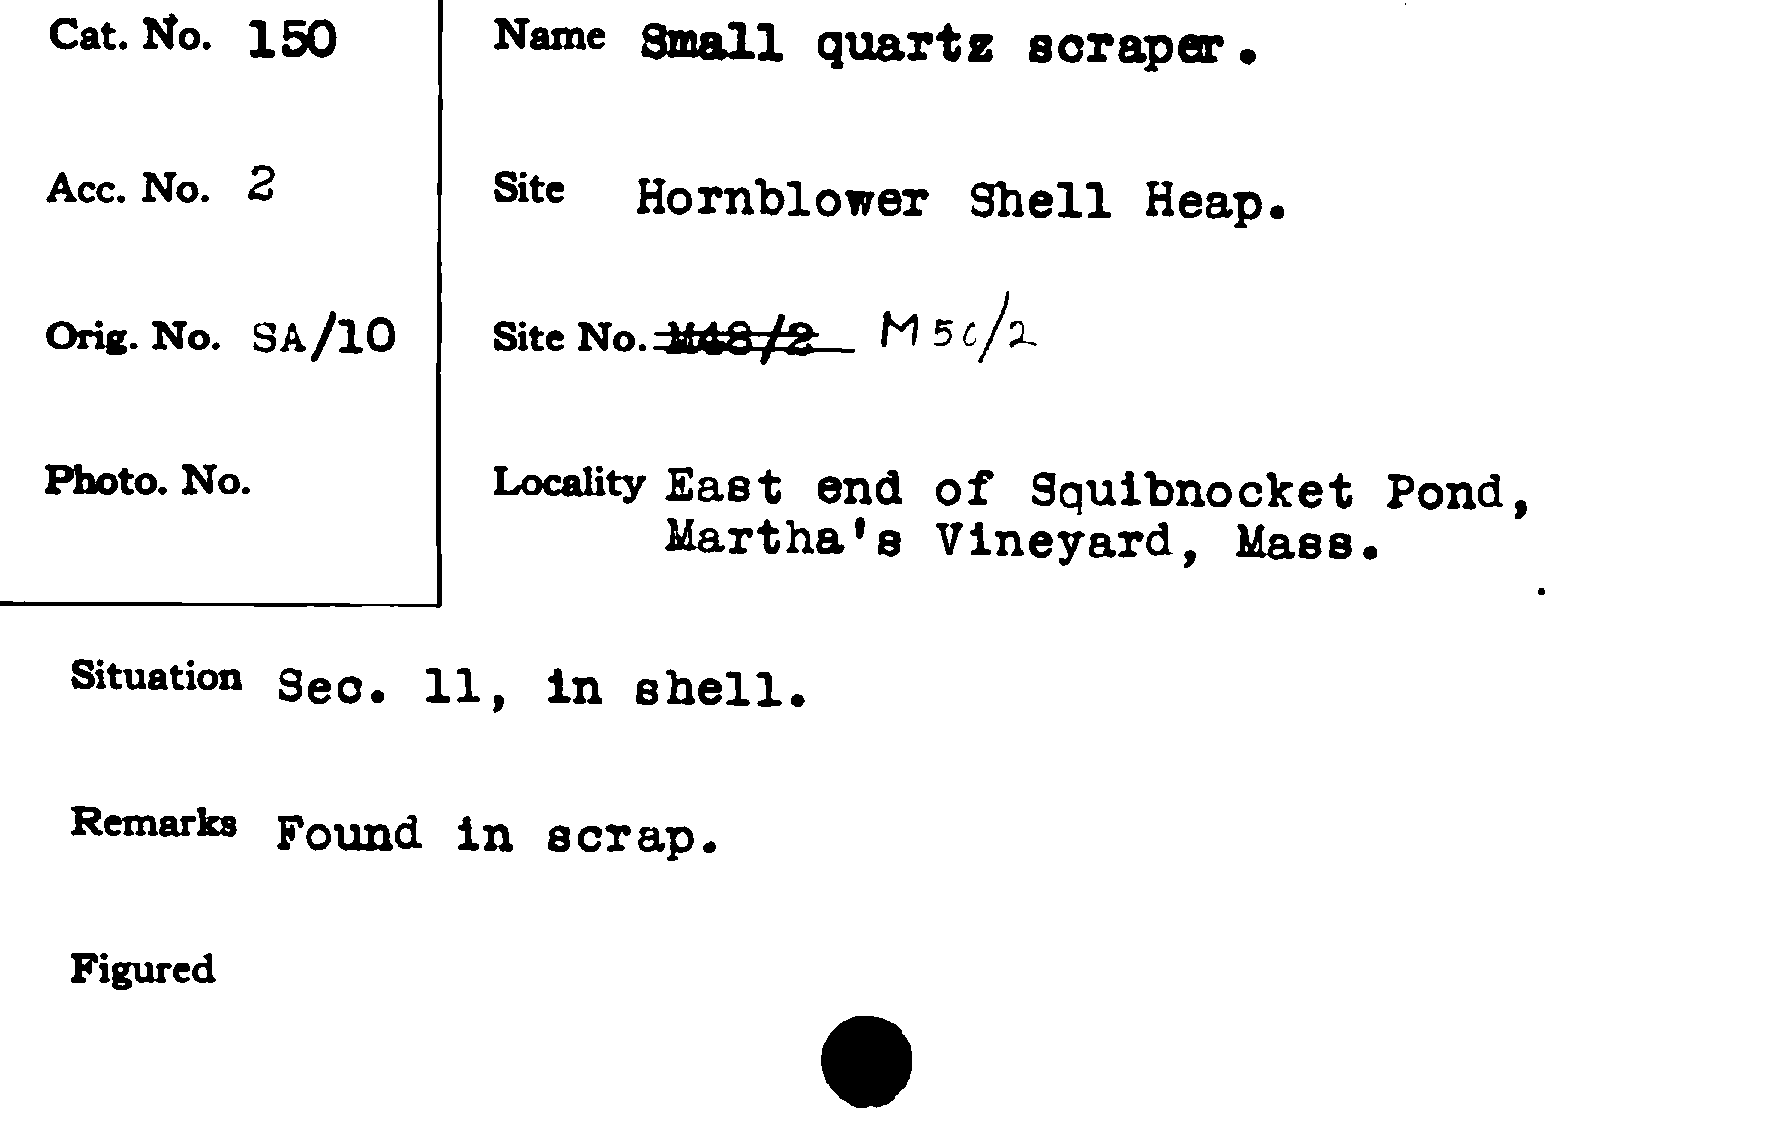 Cat. No. 150
Acc. No. 2
Orig. No. SA/10
Photo. No.
Name Small quartz scraper.
Site Hornblower Shell Heap.
Site No. M48/2 M5c/2
Locality East end of Squibnocket Pond,
Martha's Vineyard, Mass.
Situation Sec. 11, in shell.
Remarks Found in scrap.
Figured